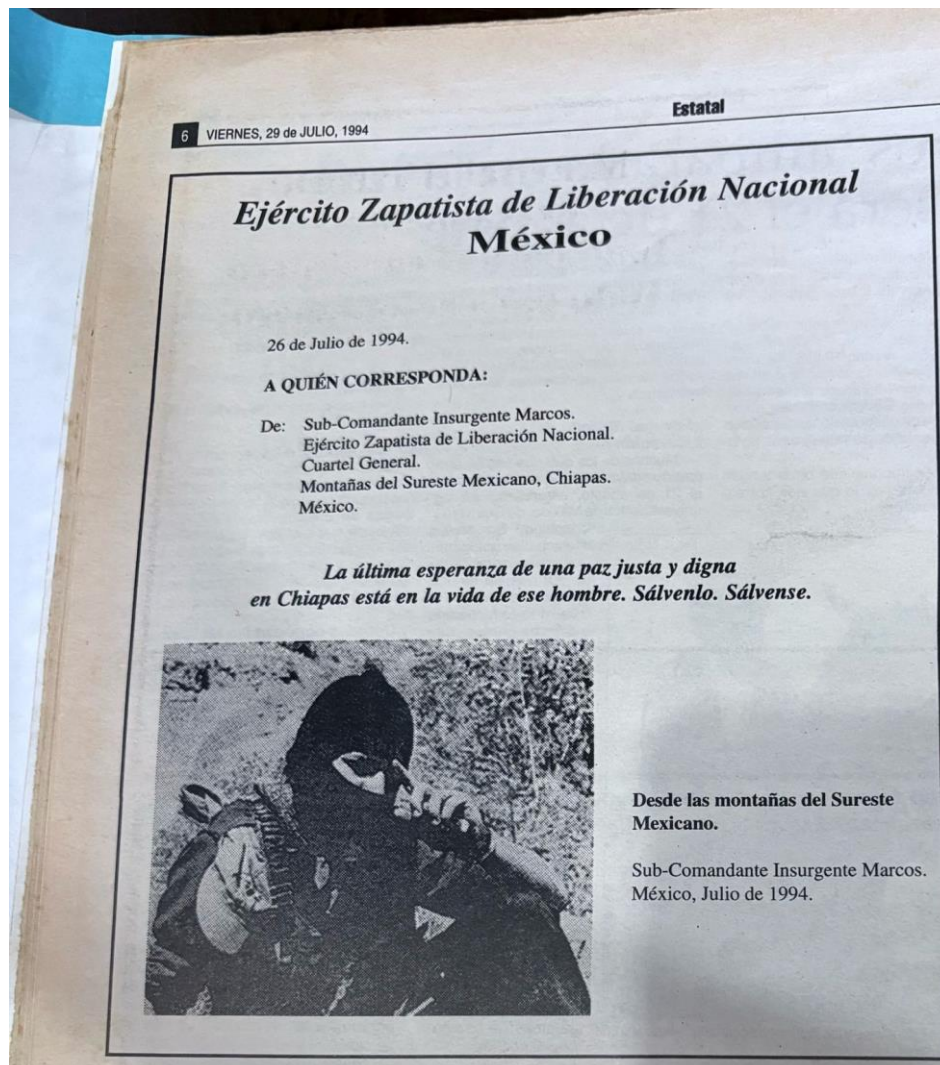 Estatal
6 VIERNES, 29 de JULIO, 1994
Ejército Zapatista de Liberación Nacional
México
26 de Julio de 1994.
A QUIÉN CORRESPONDA:
De: Sub-Comandante Insurgente Marcos.
Ejército Zapatista de Liberación Nacional.
Cuartel General.
Montañas del Sureste Mexicano, Chiapas.
México.
La última esperanza de una paz justa y digna
en Chiapas está en la vida de ese hombre. Sálvenlo. Sálvense.
Desde las montañas del Sureste
Mexicano.
Sub-Comandante Insurgente Marcos.
México, Julio de 1994.